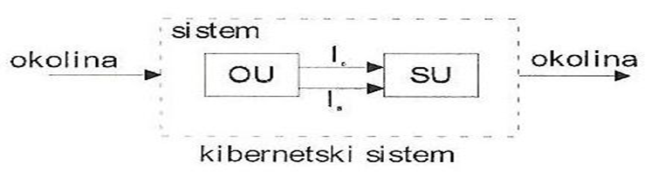 sistem
okolina
OU
I
SU
I
okolina
kibernetski sistem